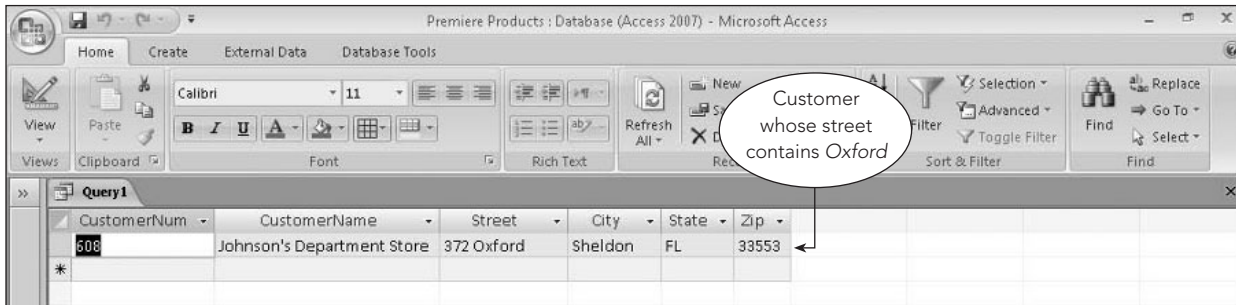 Premiere Products : Database (Access 2007) - Microsoft Access
Home Create External Data Database Tools
Calibri 11
New
Selection
Replace
Advanced
Go To
View Paste B I U A ab Refresh All Filter Toggle Filter Find Select
Views Clipboard Font Rich Text Sort & Filter Find
Customer
whose street
contains Oxford
Query1
CustomerNum CustomerName Street City State Zip
608 Johnson's Department Store 372 Oxford Sheldon FL 33553
*